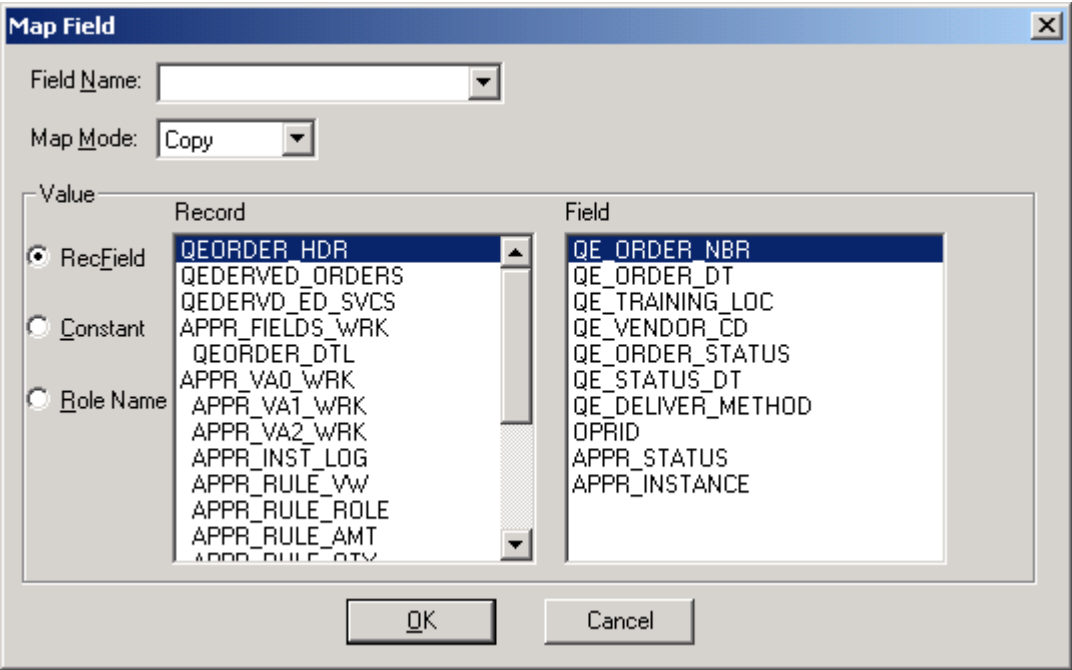 Map Field
Field Name:
Map Mode: Copy
Value
Record
Field
RecField
Constant
Role Name
QEORDER_HDR
QEDERVED_ORDERS
QEDERVD_ED_SVCS
APPR_FIELDS_WRK
QEORDER_DTL
APPR_VA0_WRK
APPR_VA1_WRK
APPR_VA2_WRK
APPR_INST_LOG
APPR_RULE_VW
APPR_RULE_ROLE
APPR_RULE_AMT
APPR_RULE_QTY
QE_ORDER_NBR
QE_ORDER_DT
QE_TRAINING_LOC
QE_VENDOR_CD
QE_ORDER_STATUS
QE_STATUS_DT
QE_DELIVER_METHOD
OPRID
APPR_STATUS
APPR_INSTANCE
OK
Cancel